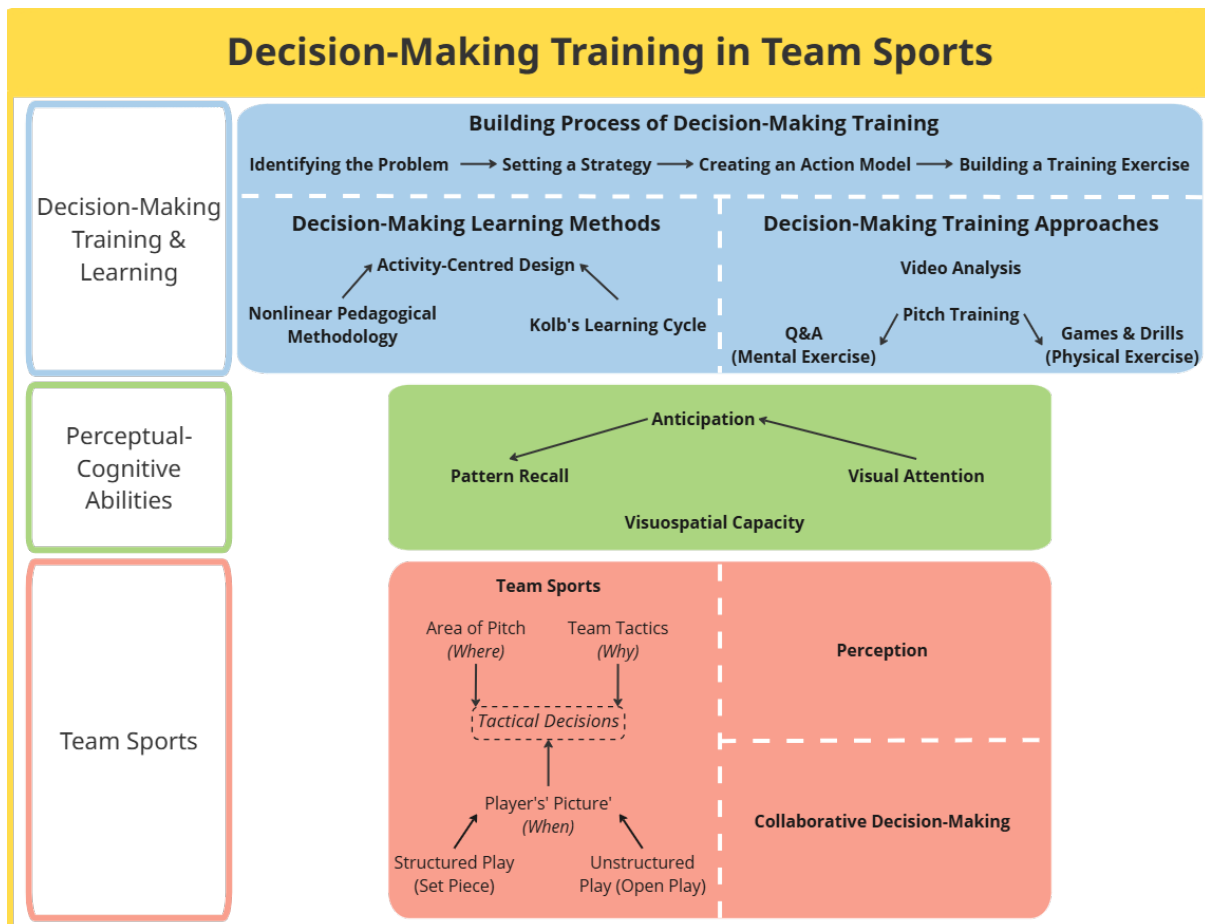 Decision-Making Training in Team Sports
Decision-Making
Training &
Learning
Building Process of Decision-Making Training
Identifying the Problem
Setting a Strategy
Creating an Action Model
Building a Training Exercise
Decision-Making Learning Methods
Activity-Centred Design
Nonlinear Pedagogical
Methodology
Kolb's Learning Cycle
Decision-Making Training Approaches
Video Analysis
Pitch Training
Q&A
(Mental Exercise)
Games & Drills
(Physical Exercise)
Perceptual-
Cognitive
Abilities
Anticipation
Pattern Recall
Visual Attention
Visuospatial Capacity
Team Sports
Team Sports
Area of Pitch
(Where)
Team Tactics
(Why)
Tactical Decisions
Player's' Picture'
(When)
Structured Play
(Set Piece)
Unstructured
Play (Open Play)
Perception
Collaborative Decision-Making